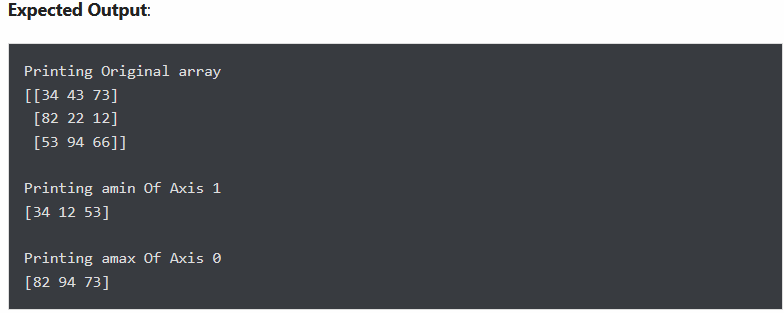 Expected Output:
Printing Original array
[[34 43 73]
 [82 22 12]
 [53 94 66]]
Printing amin Of Axis 1
[34 12 53]
Printing amax Of Axis 0
[82 94 73]